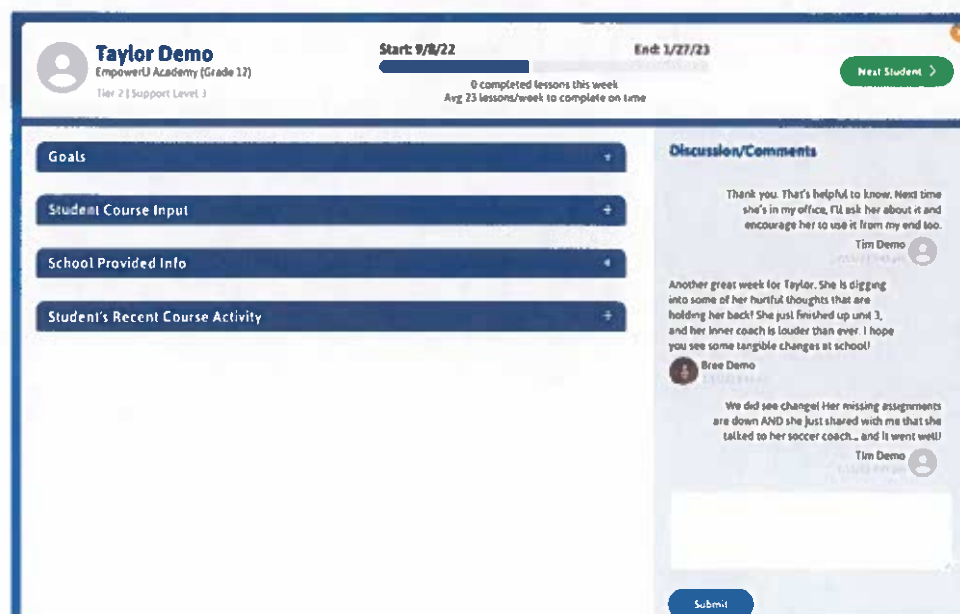 Taylor Demo
EmpowerU Academy (Grade 12)
Tier 2 | Support Level 3
Start: 9/8/22
End: 1/27/23
0 completed lessons this week
Avg 23 lessons/week to complete on time
Next Student >
Goals +
Student Course Input +
School Provided Info +
Student's Recent Course Activity +
Discussion/Comments
Thank you. That's helpful to know. Next time
she's in my office, I'll ask her about it and
encourage her to use it from my end too.
Tim Demo
Another great week for Taylor. She is digging
into some of her hurtful thoughts that are
holding her back! She just finished up unit 3,
and her inner coach is louder than ever. I hope
you see some tangible changes at school!
Bree Demo
We did see change! Her missing assignments
are down AND she just shared with me that she
talked to her soccer coach... and it went well!
Tim Demo
Submit